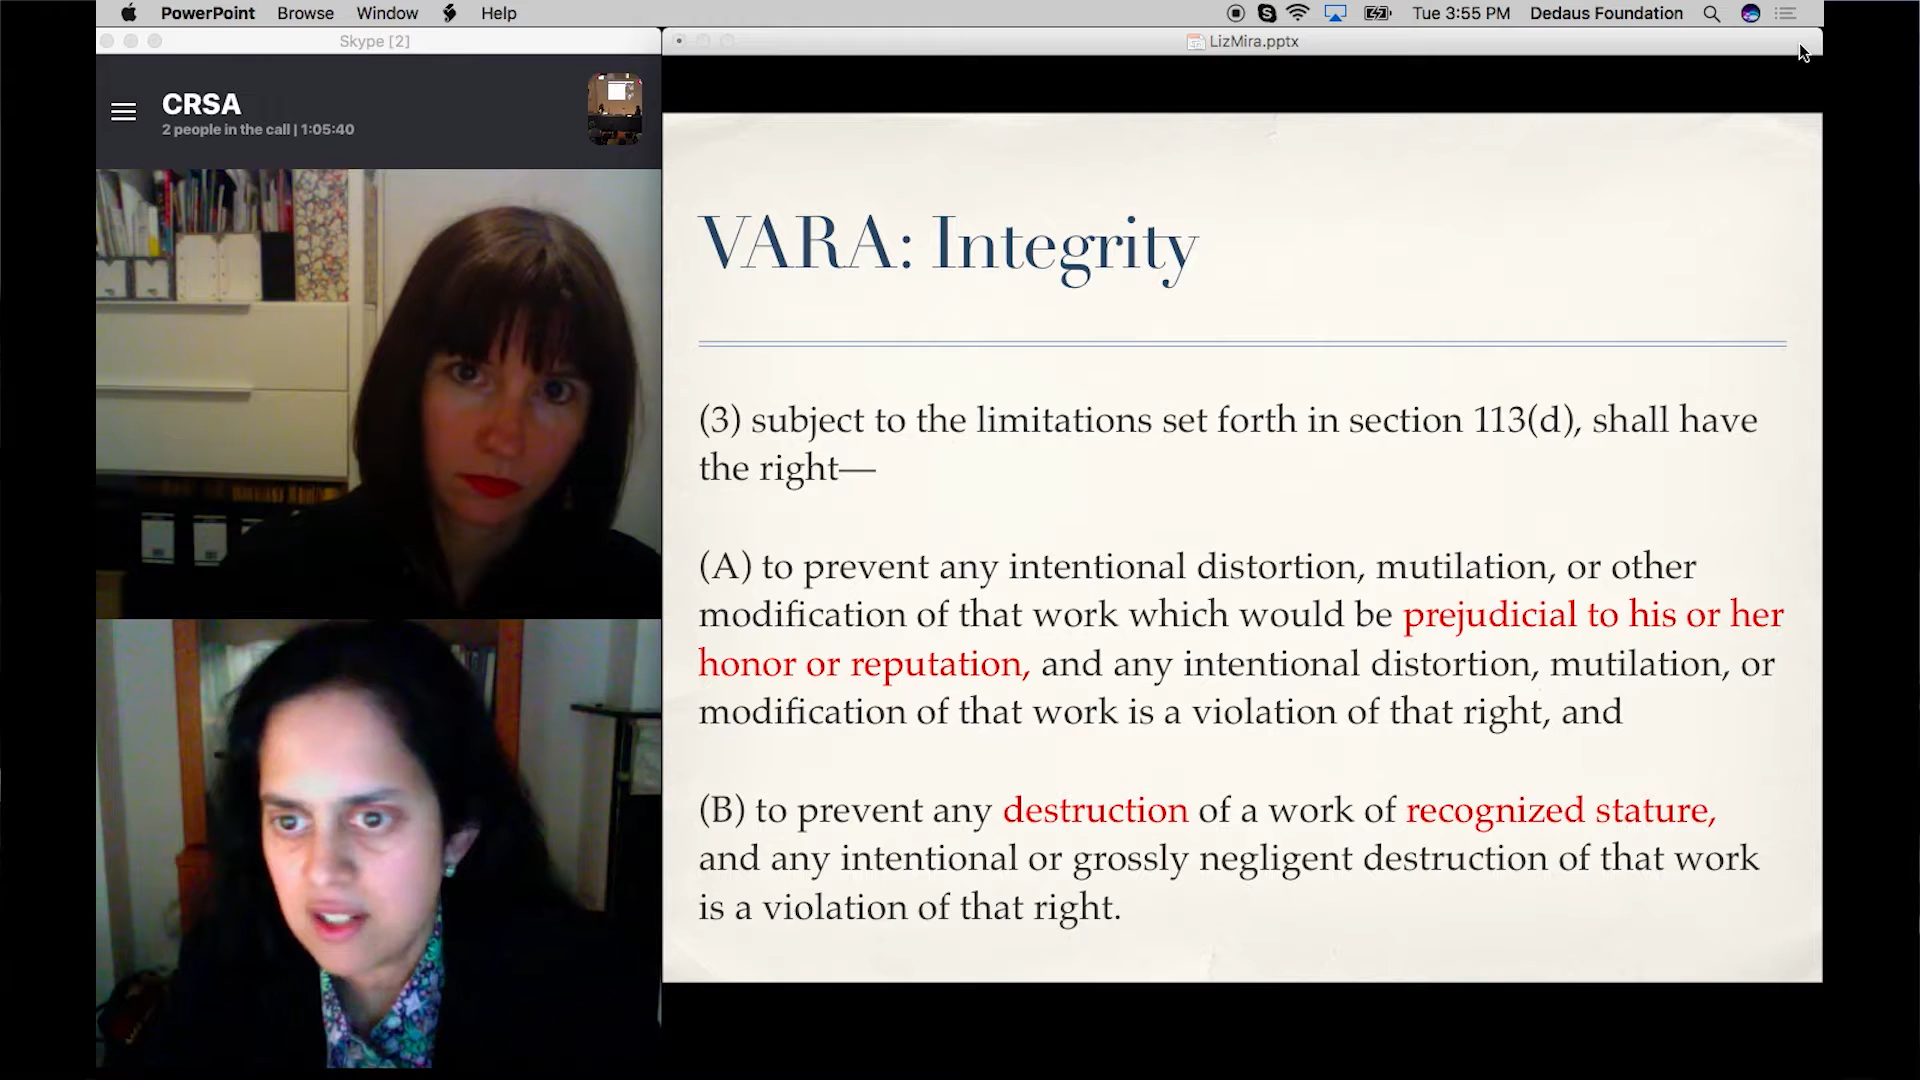 PowerPoint Browse Window Help
Tue 3:55 PM Dedaus Foundation
Skype [2]
LizMira.pptx
CRSA
2 people in the call | 1:05:40
VARA: Integrity
(3) subject to the limitations set forth in section 113(d), shall have
the right—
(A) to prevent any intentional distortion, mutilation, or other
modification of that work which would be prejudicial to his or her
honor or reputation, and any intentional distortion, mutilation, or
modification of that work is a violation of that right, and
(B) to prevent any destruction of a work of recognized stature,
and any intentional or grossly negligent destruction of that work
is a violation of that right.